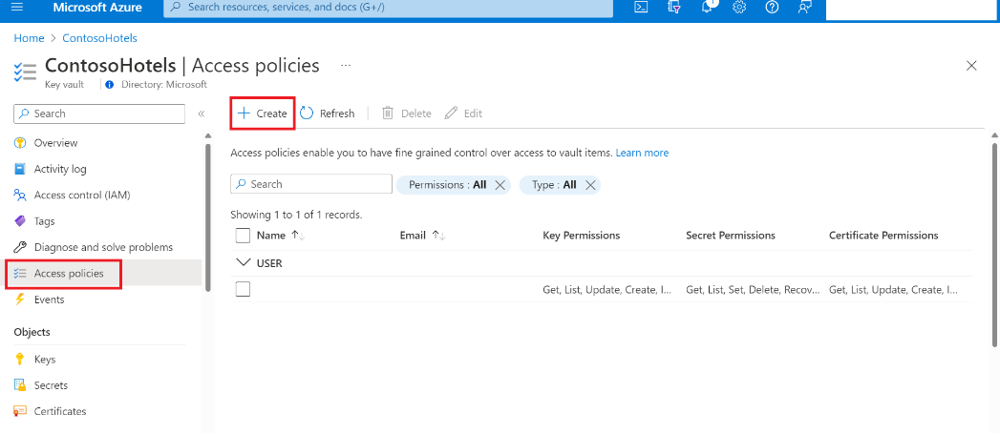 Microsoft Azure
Search resources, services, and docs (G+/)
1
Home > ContosoHotels
ContosoHotels | Access policies ...
Key vault
Directory: Microsoft
Search
«
Overview
Activity log
Access control (IAM)
Tags
Diagnose and solve problems
Access policies
Events
Objects
Keys
Secrets
Certificates
+ Create
Refresh
Delete
Edit
Access policies enable you to have fine grained control over access to vault items. Learn more
Search
Permissions : All
Type : All
Showing 1 to 1 of 1 records.
Name Email Key Permissions Secret Permissions Certificate Permissions
USER
Get, List, Update, Create, I... Get, List, Set, Delete, Recov... Get, List, Update, Create, I...